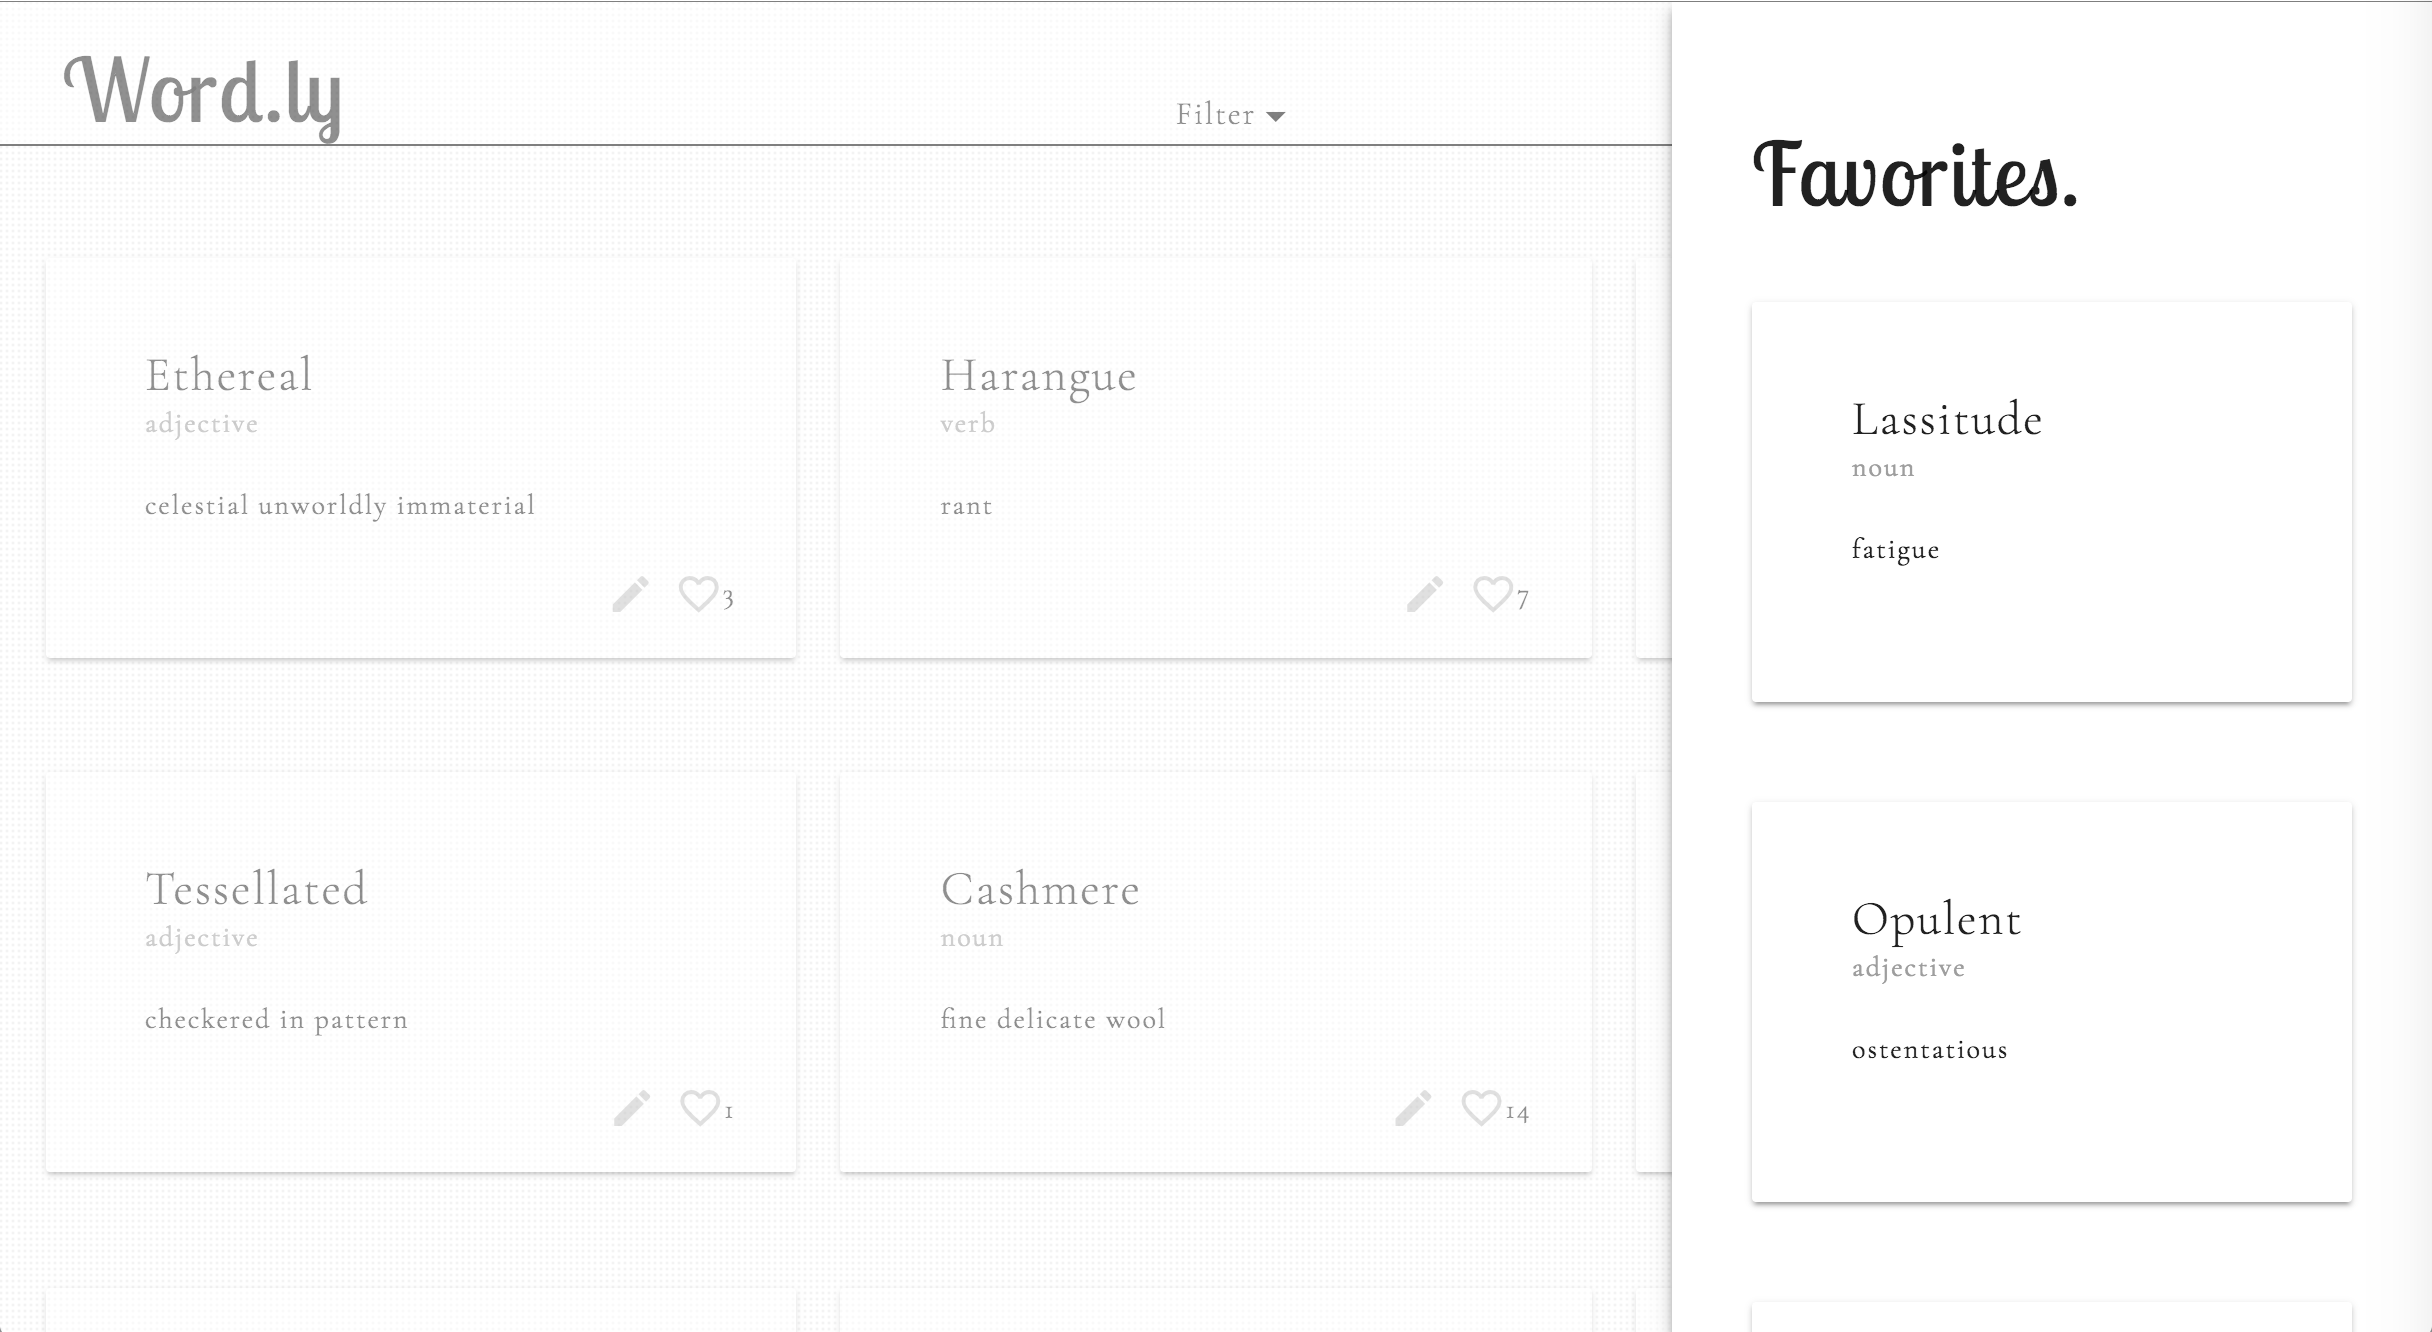 Word.ly
Filter
Ethereal
adjective
celestial unworldly immaterial
3
Harangue
verb
rant
7
Tessellated
adjective
checkered in pattern
1
Cashmere
noun
fine delicate wool
14
Favorites.
Lassitude
noun
fatigue
Opulent
adjective
ostentatious